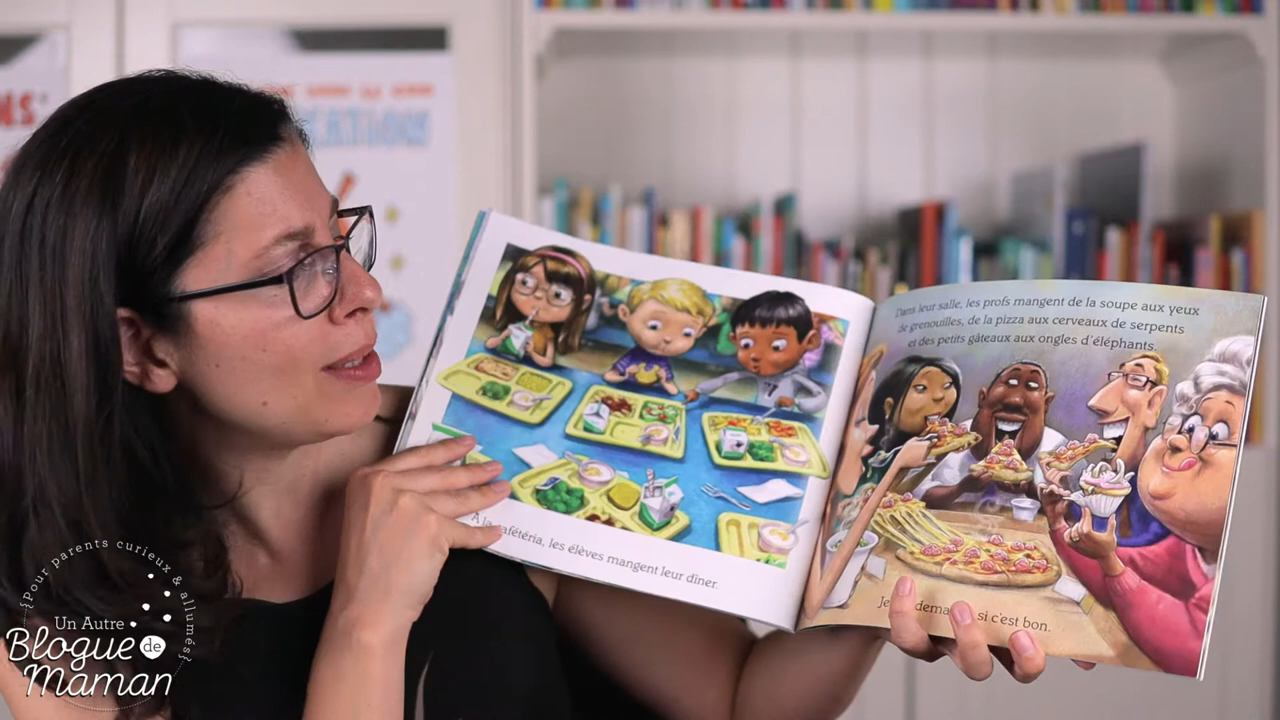 NS'
À la cafétéria, les élèves mangent leur dîner.
Dans leur salle, les profs mangent de la soupe aux yeux
de grenouilles, de la pizza aux cerveaux de serpents
et des petits gâteaux aux ongles d'éléphants.
Je si c'est bon.
{Pour parents curieux & allumés}
Un Autre
Blogue de
Maman